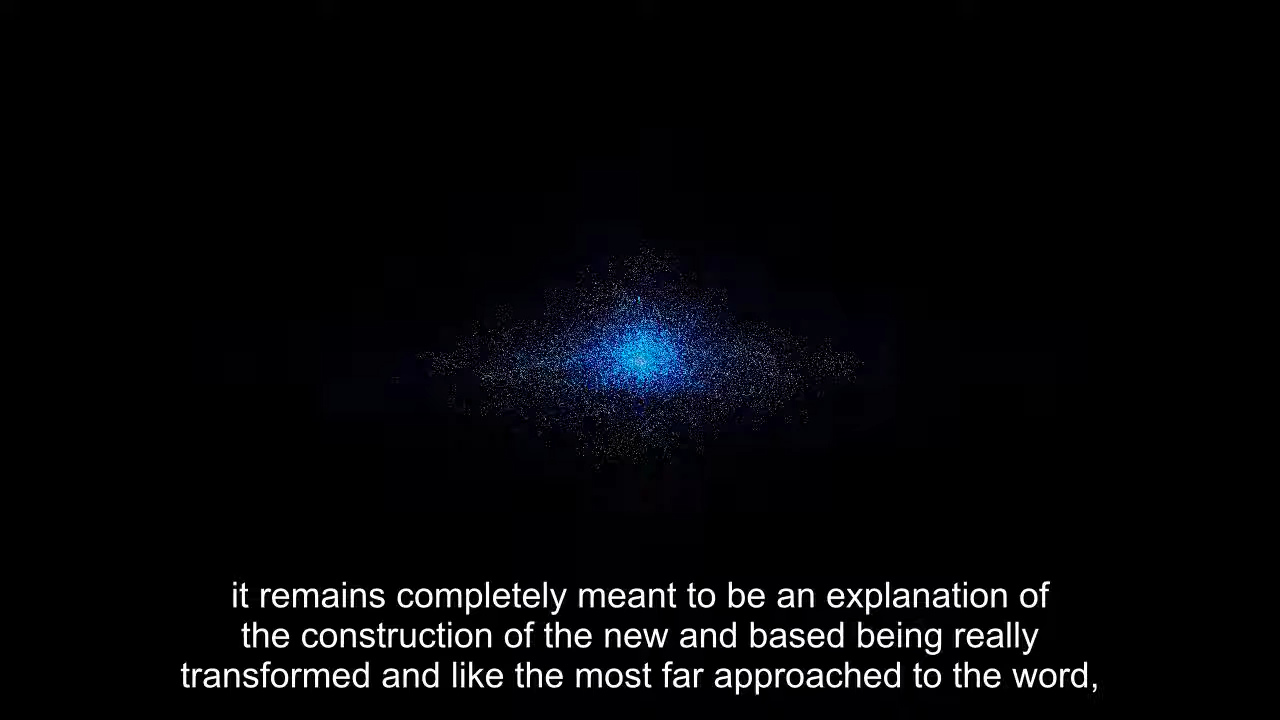 it remains completely meant to be an explanation of
the construction of the new and based being really
transformed and like the most far approached to the word,